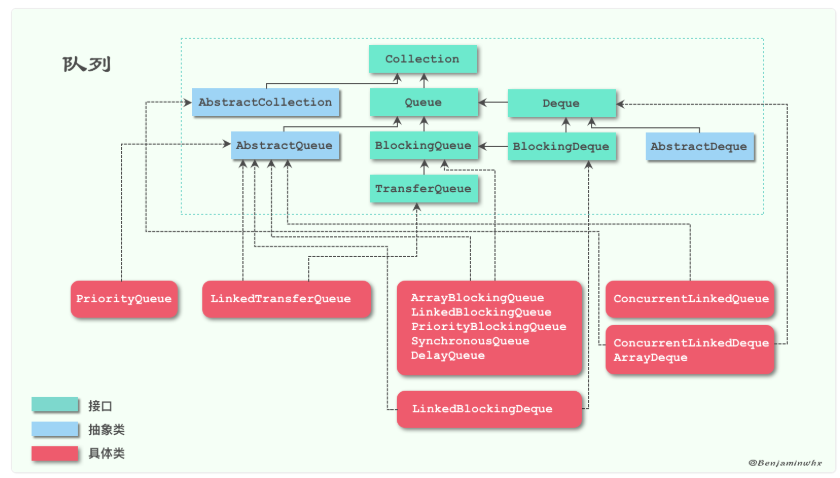 队列
Collection
AbstractCollection
Queue
Deque
AbstractQueue
BlockingQueue
BlockingDeque
AbstractDeque
TransferQueue
PriorityQueue
LinkedTransferQueue
ArrayBlockingQueue
LinkedBlockingQueue
PriorityBlockingQueue
SynchronousQueue
DelayQueue
ConcurrentLinkedQueue
ConcurrentLinkedDeque
ArrayDeque
LinkedBlockingDeque
接口
抽象类
具体类
@Benjaminwhx